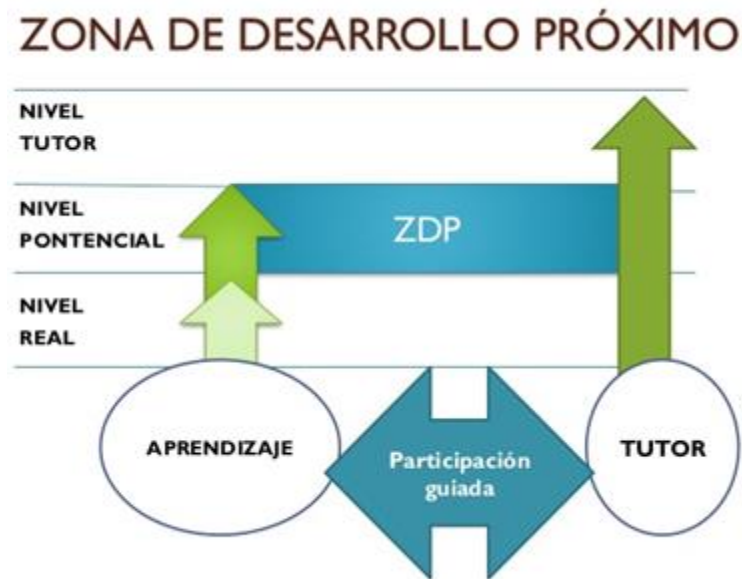 ZONA DE DESARROLLO PRÓXIMO
NIVEL
TUTOR
NIVEL
PONTENCIAL
ZDP
NIVEL
REAL
APRENDIZAJE
Participación
guiada
TUTOR